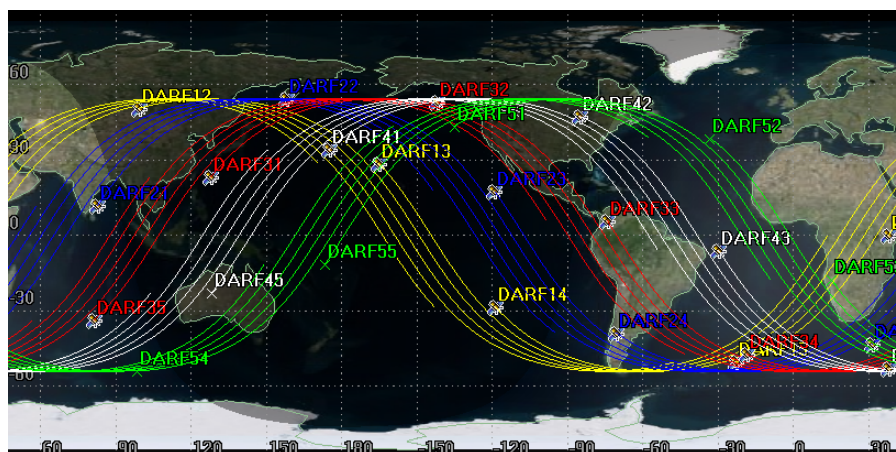 60
DARF12
DARF22
DARF32
DARF42
DARF51
DARF52
30
DARF41
DARF13
DARF31
DARF21
DARF23
DARF33
0
DARF43
DARF55
DARF45
-30
DARF35
DARF14
DARF24
DARF34
-60
DARF54
60
90
120
150
-180
-150
-120
-90
-60
-30
0
30